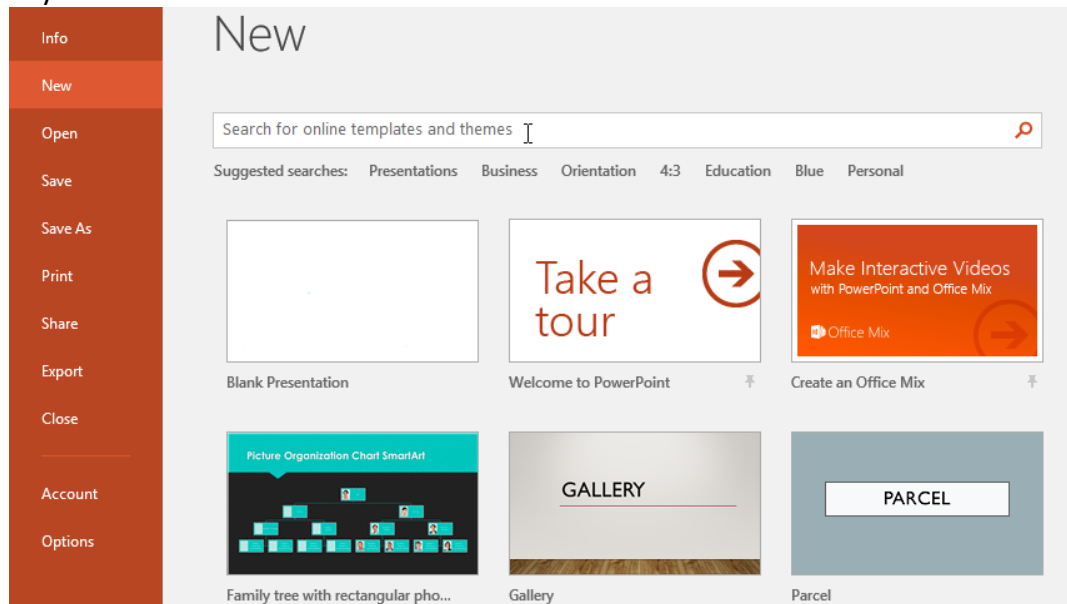 Info
New
Open
Save
Save As
Print
Share
Export
Close
Account
Options
New
Search for online templates and themes
Suggested searches: Presentations Business Orientation 4:3 Education Blue Personal
Take a
tour
Make Interactive Videos
with PowerPoint and Office Mix
Office Mix
Blank Presentation
Welcome to PowerPoint
Create an Office Mix
Picture Organization Chart SmartArt
GALLERY
PARCEL
Family tree with rectangular pho...
Gallery
Parcel